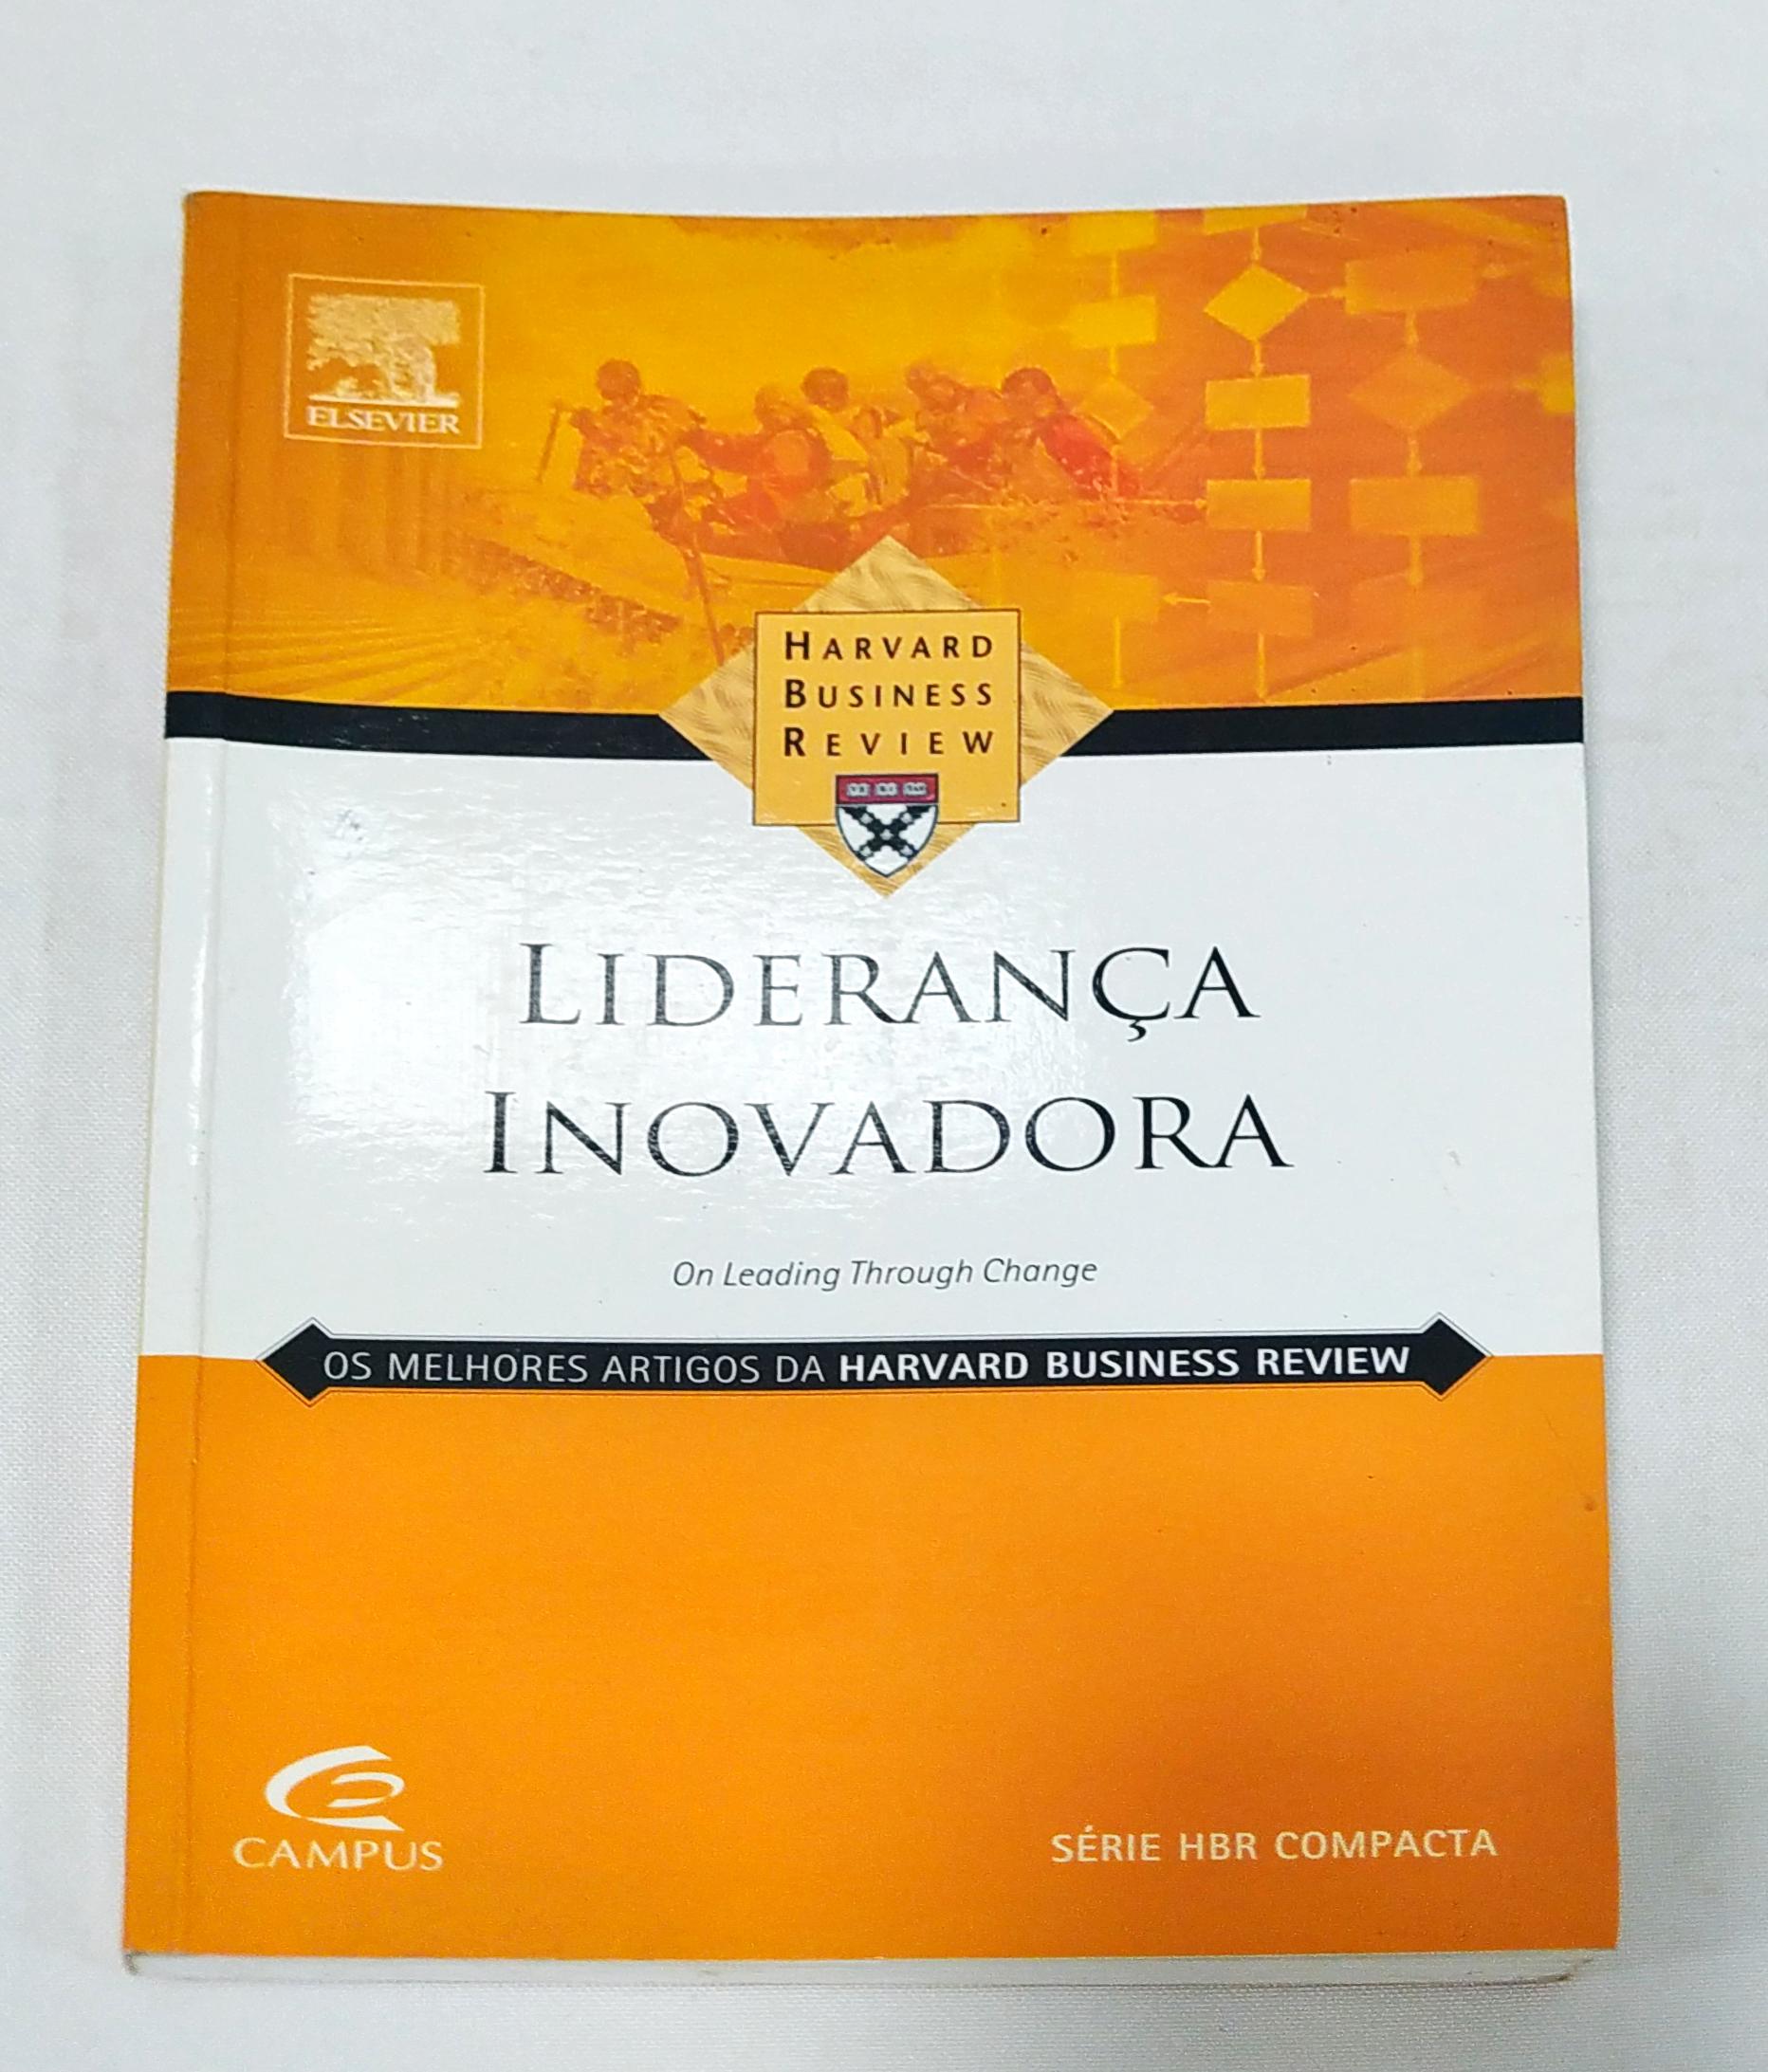 ELSEVIER
HARVARD
BUSINESS
REVIEW
LIDERANÇA
INOVADORA
On Leading Through Change
OS MELHORES ARTIGOS DA HARVARD BUSINESS REVIEW
CAMPUS
SÉRIE HBR COMPACTA